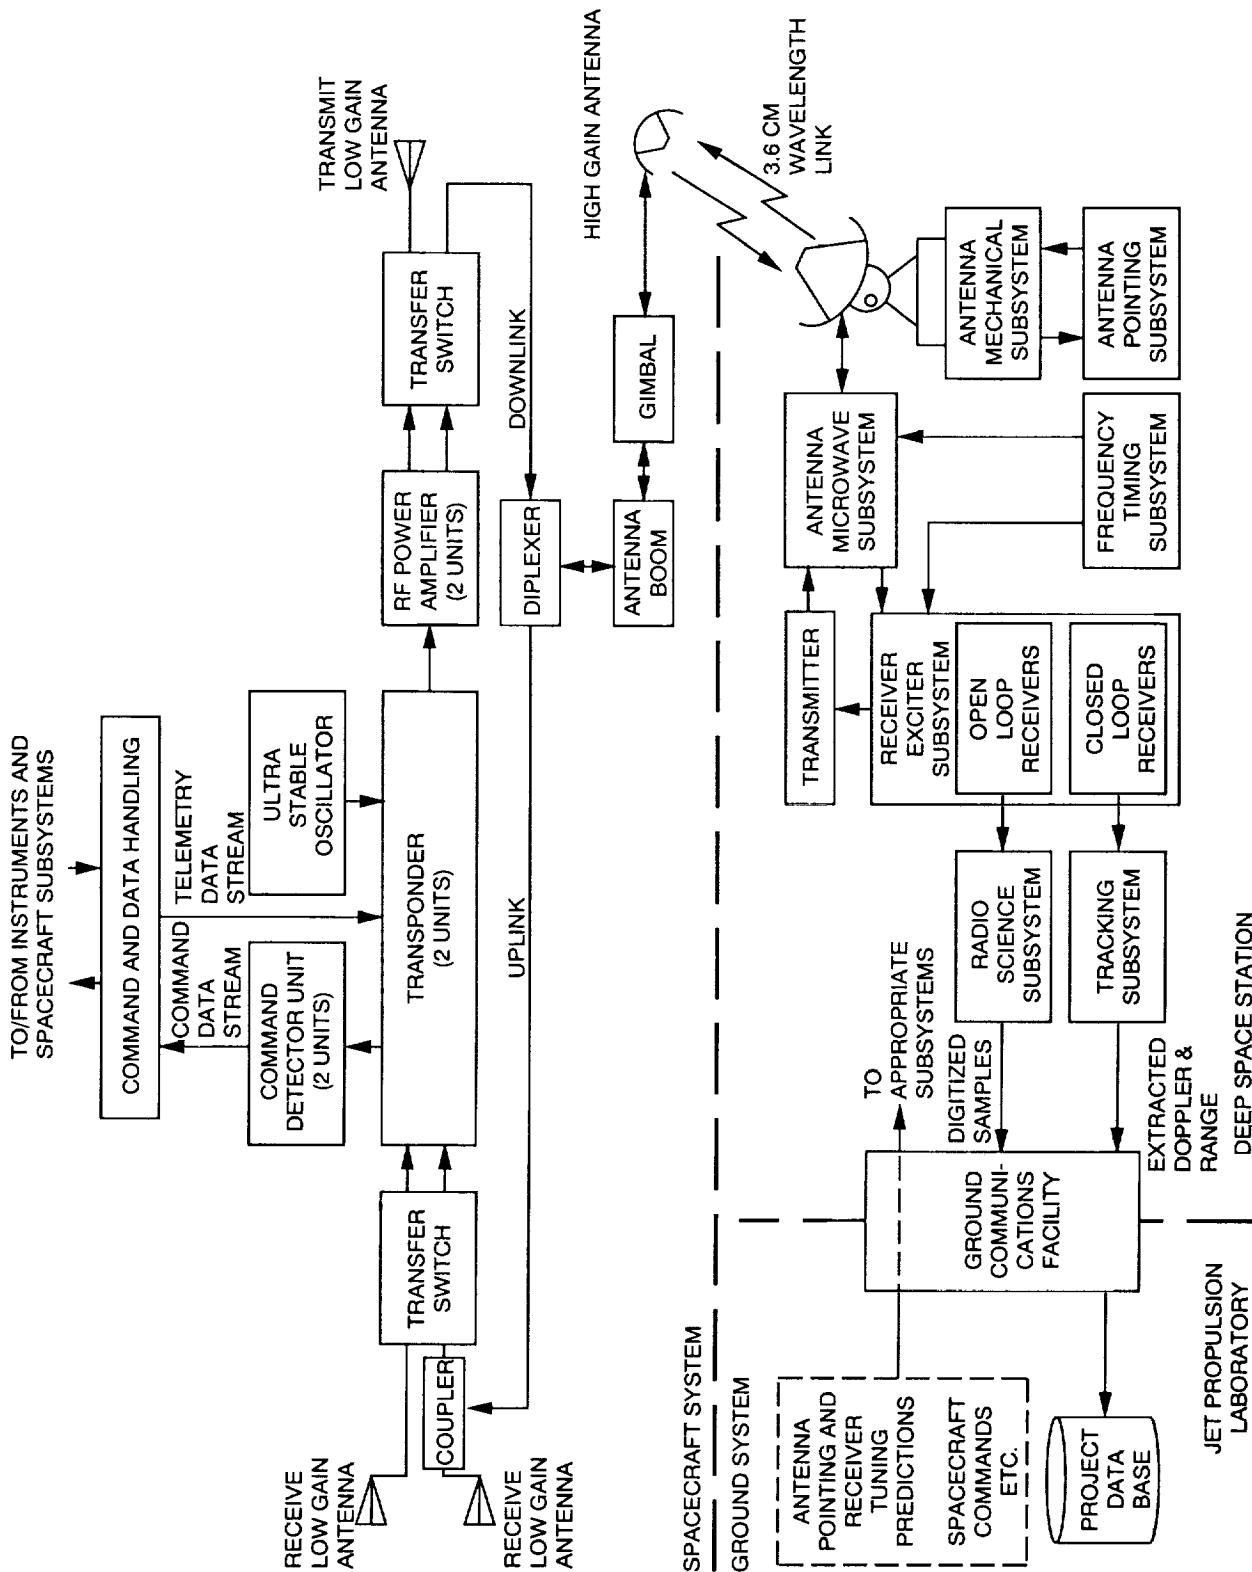 TO/FROM INSTRUMENTS AND
SPACECRAFT SUBSYSTEMS
COMMAND AND DATA HANDLING
COMMAND
DATA
STREAM
TELEMETRY
DATA
STREAM
COMMAND
DETECTOR UNIT
(2 UNITS)
ULTRA
STABLE
OSCILLATOR
RECEIVE
LOW GAIN
ANTENNA
TRANSFER
SWITCH
COUPLER
RECEIVE
LOW GAIN
ANTENNA
TRANSPONDER
(2 UNITS)
RF POWER
AMPLIFIER
(2 UNITS)
TRANSFER
SWITCH
TRANSMIT
LOW GAIN
ANTENNA
UPLINK
DOWNLINK
DIPLEXER
ANTENNA
BOOM
GIMBAL
HIGH GAIN ANTENNA
3.6 CM
WAVELENGTH
LINK
SPACECRAFT SYSTEM
GROUND SYSTEM
ANTENNA
POINTING AND
RECEIVER
TUNING
PREDICTIONS
SPACECRAFT
COMMANDS
ETC.
PROJECT DATA
BASE
JET PROPULSION
LABORATORY
GROUND
COMMUNI-
CATIONS
FACILITY
TO
APPROPRIATE
SUBSYSTEMS
DIGITIZED
SAMPLES
EXTRACTED
DOPPLER &
RANGE
DEEP SPACE STATION
RADIO
SCIENCE
SUBSYSTEM
TRACKING
SUBSYSTEM
TRANSMITTER
RECEIVER
EXCITER
SUBSYSTEM
OPEN
LOOP
RECEIVERS
CLOSED
LOOP
RECEIVERS
ANTENNA
MICROWAVE
SUBSYSTEM
FREQUENCY
TIMING
SUBSYSTEM
ANTENNA
MECHANICAL
SUBSYSTEM
ANTENNA
POINTING
SUBSYSTEM